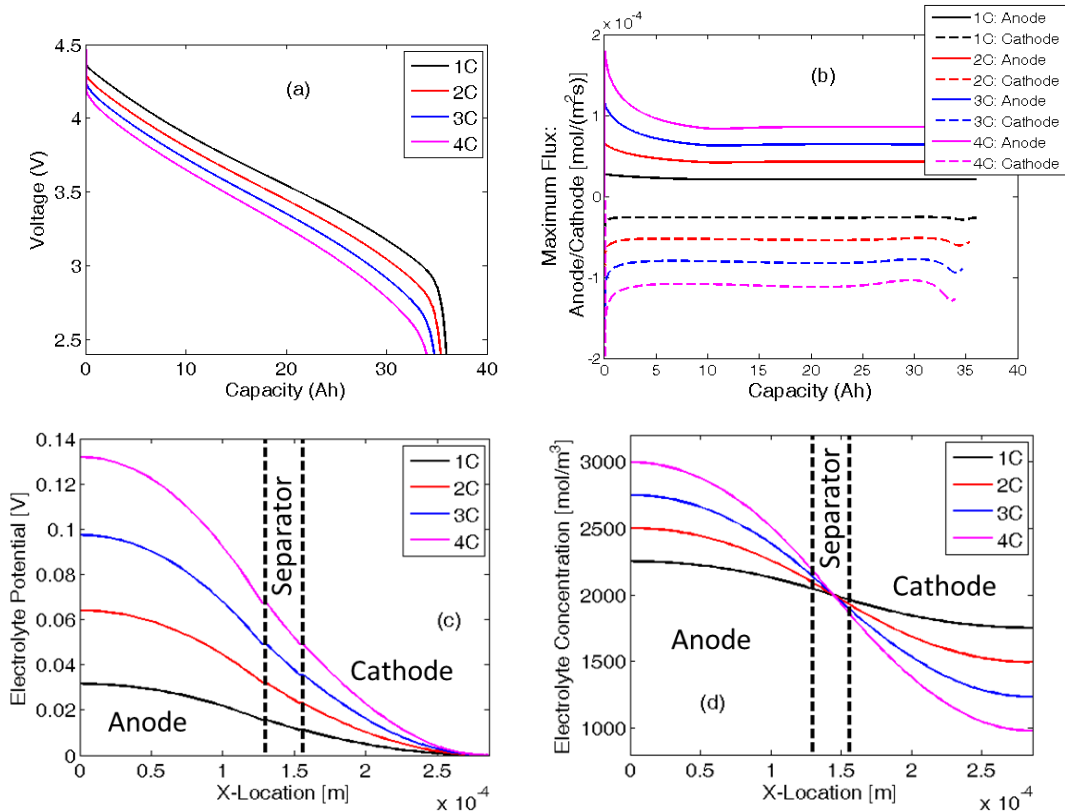 4.5
4
3.5
3
2.5
Voltage (V)
0 10 20 30 40
Capacity (Ah)
(a)
1C
2C
3C
4C
× 10⁻⁴
2
1
0
-1
-2
Maximum Flux:
Anode/Cathode [mol/(m²s)]
0 5 10 15 20 25 30 35 40
Capacity (Ah)
(b)
1C: Anode
1C: Cathode
2C: Anode
2C: Cathode
3C: Anode
3C: Cathode
4C: Anode
4C: Cathode
0.14
0.12
0.1
0.08
0.06
0.04
0.02
0
Electrolyte Potential [V]
0 0.5 1 1.5 2 2.5
X-Location [m]
× 10⁻⁴
Separator
1C
2C
3C
4C
(c)
Cathode
Anode
3000
2500
2000
1500
1000
Electrolyte Concentration [mol/m³]
0 0.5 1 1.5 2 2.5
X-Location [m]
× 10⁻⁴
Separator
1C
2C
3C
4C
Cathode
Anode
(d)